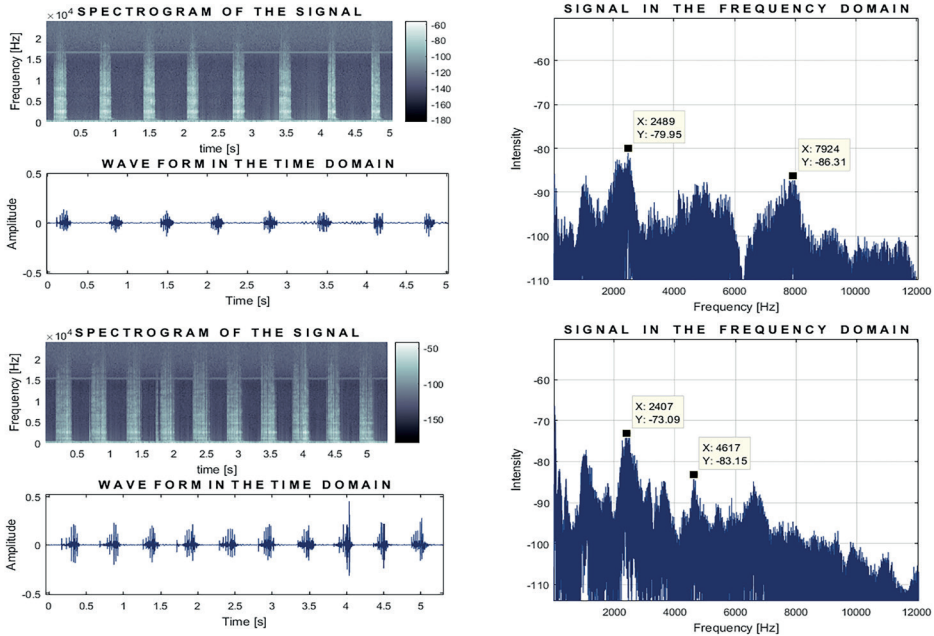 SPECTROGRAM OF THE SIGNAL
×10⁴
Frequency [Hz]
2
1.5
1
0.5
0
0.5 1 1.5 2 2.5 3 3.5 4 4.5 5
time [s]
-60
-80
-100
-120
-140
-160
-180
WAVE FORM IN THE TIME DOMAIN
Amplitude
0.5
0
-0.5
0 0.5 1 1.5 2 2.5 3 3.5 4 4.5 5
Time [s]
SIGNAL IN THE FREQUENCY DOMAIN
Intensity
-60
-70
-80
-90
-100
-110
X: 2489
Y: -79.95
X: 7924
Y: -86.31
2000 4000 6000 8000 10000 12000
Frequency [Hz]
×10⁴
SPECTROGRAM OF THE SIGNAL
Frequency [Hz]
2
1.5
1
0.5
0
0.5 1 1.5 2 2.5 3 3.5 4 4.5 5
time [s]
-50
-100
-150
WAVE FORM IN THE TIME DOMAIN
Amplitude
0.5
0
-0.5
0 0.5 1 1.5 2 2.5 3 3.5 4 4.5 5
Time [s]
SIGNAL IN THE FREQUENCY DOMAIN
Intensity
-60
-70
-80
-90
-100
-110
X: 2407
Y: -73.09
X: 4617
Y: -83.15
2000 4000 6000 8000 10000 12000
Frequency [Hz]